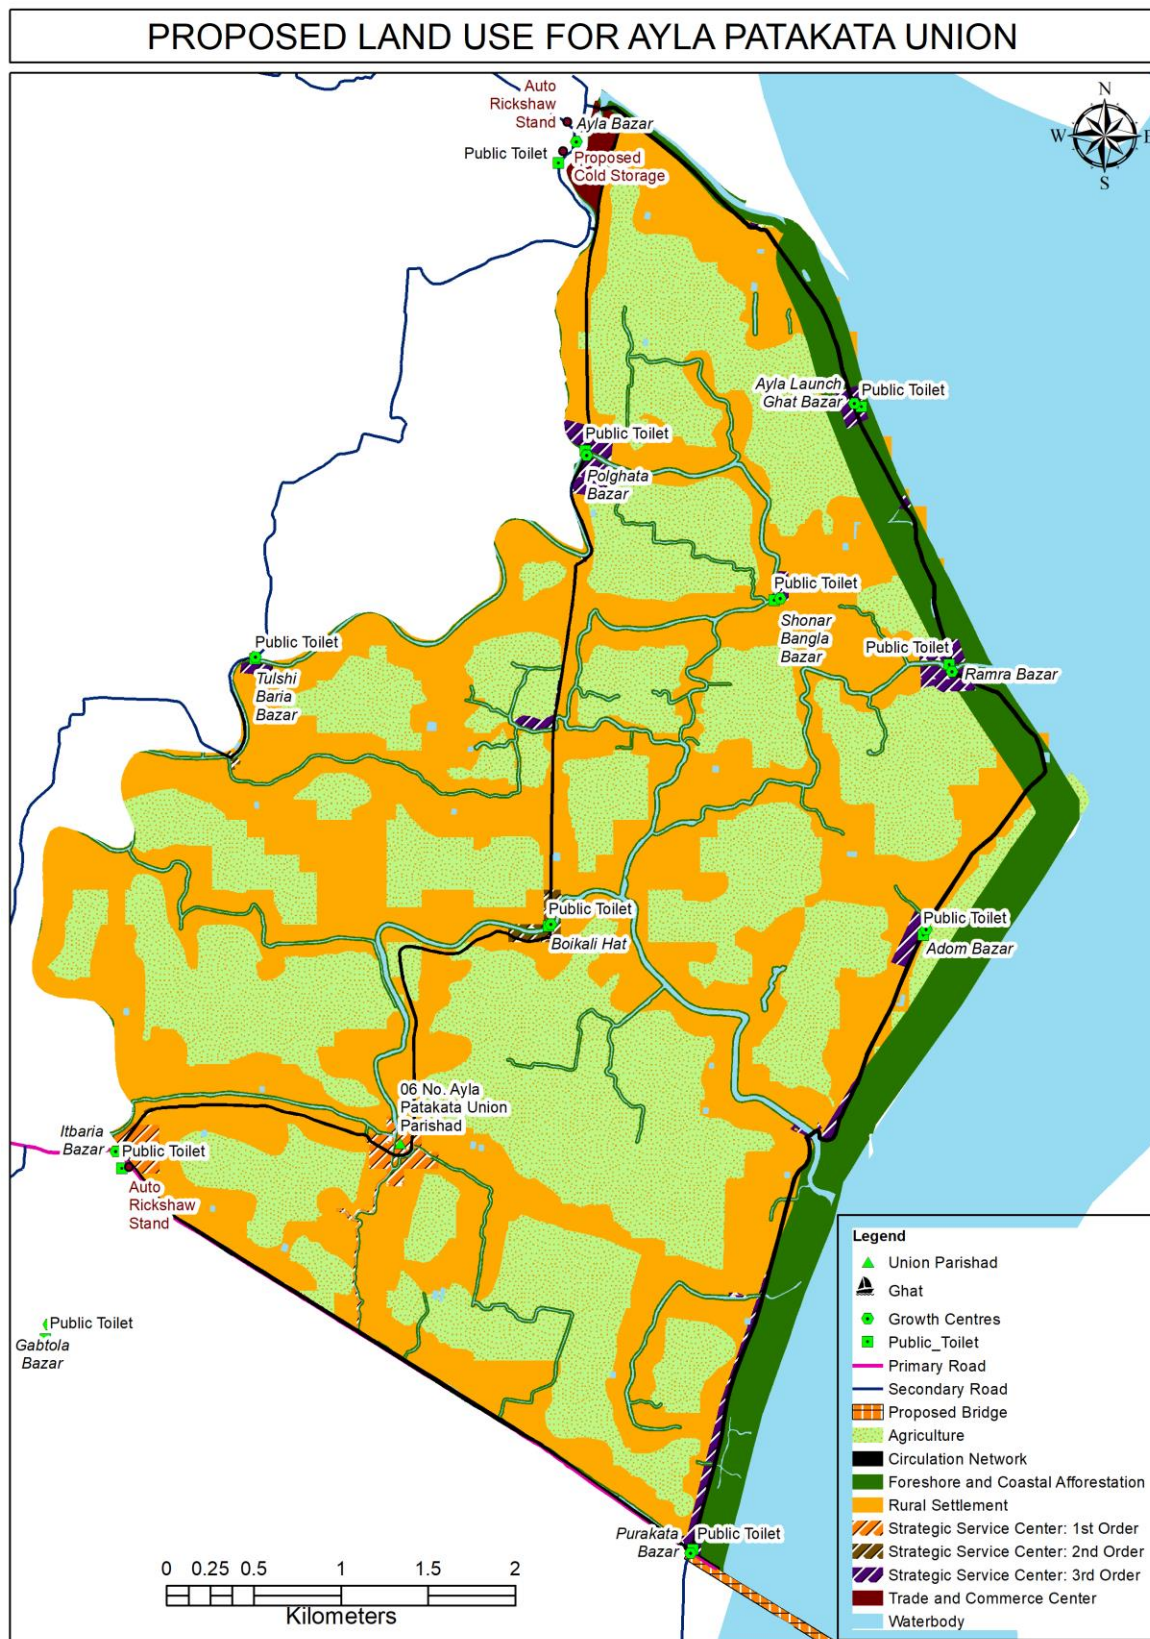 PROPOSED LAND USE FOR AYLA PATAKATA UNION
Auto
Rickshaw
Stand
Ayla Bazar
Public Toilet
Proposed
Cold Storage
N
W
E
S
Ayla Launch
Ghat Bazar
Public Toilet
Public Toilet
Polghata
Bazar
Public Toilet
Shonar
Bangla
Bazar
Public Toilet
Ramra Bazar
Public Toilet
Tulshi
Baria
Bazar
Public Toilet
Boikali Hat
Public Toilet
Adom Bazar
06 No. Ayla
Patakata Union
Parishad
Itbaria
Bazar
Public Toilet
Auto
Rickshaw
Stand
Public Toilet
Gabtola
Bazar
Purakata
Bazar
Public Toilet
0 0.25 0.5 1 1.5 2
Kilometers
Legend
Union Parishad
Ghat
Growth Centres
Public_Toilet
Primary Road
Secondary Road
Proposed Bridge
Agriculture
Circulation Network
Foreshore and Coastal Afforestation
Rural Settlement
Strategic Service Center: 1st Order
Strategic Service Center: 2nd Order
Strategic Service Center: 3rd Order
Trade and Commerce Center
Waterbody